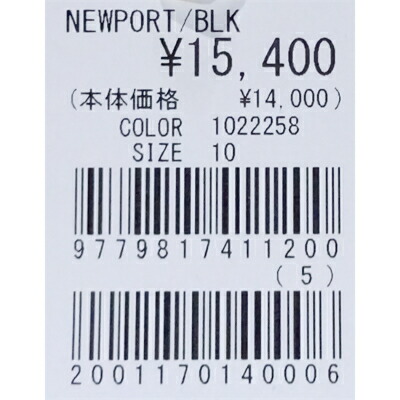 NEWPORT/BLK
¥15,400
(本体価格 ¥14,000)
COLOR 1022258
SIZE 10
9779817411200
(5)
2001170140006